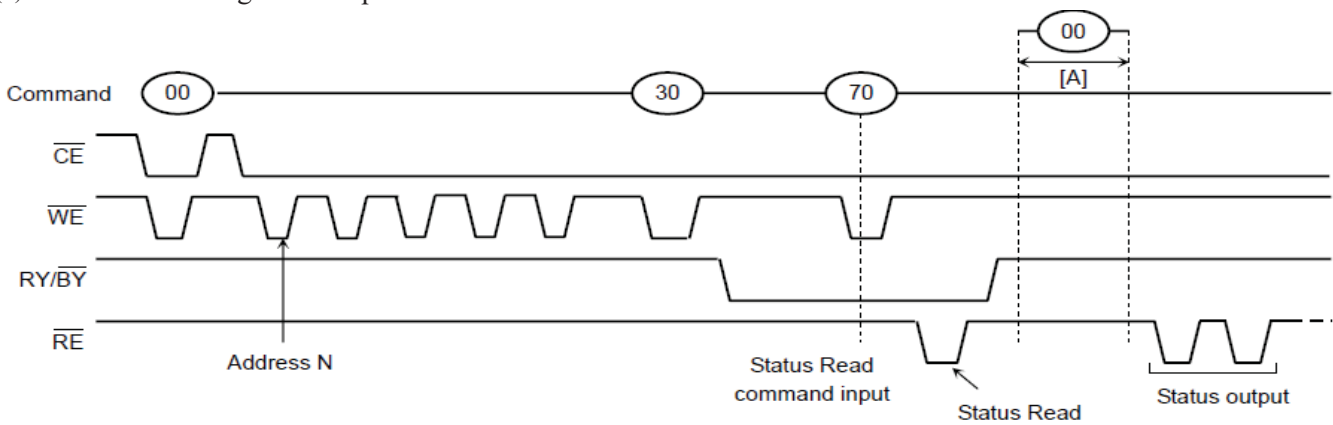 00
[A]
Command 00 30 70
CE
WE
RY/BY
RE
Address N
Status Read
command input
Status Read
Status output